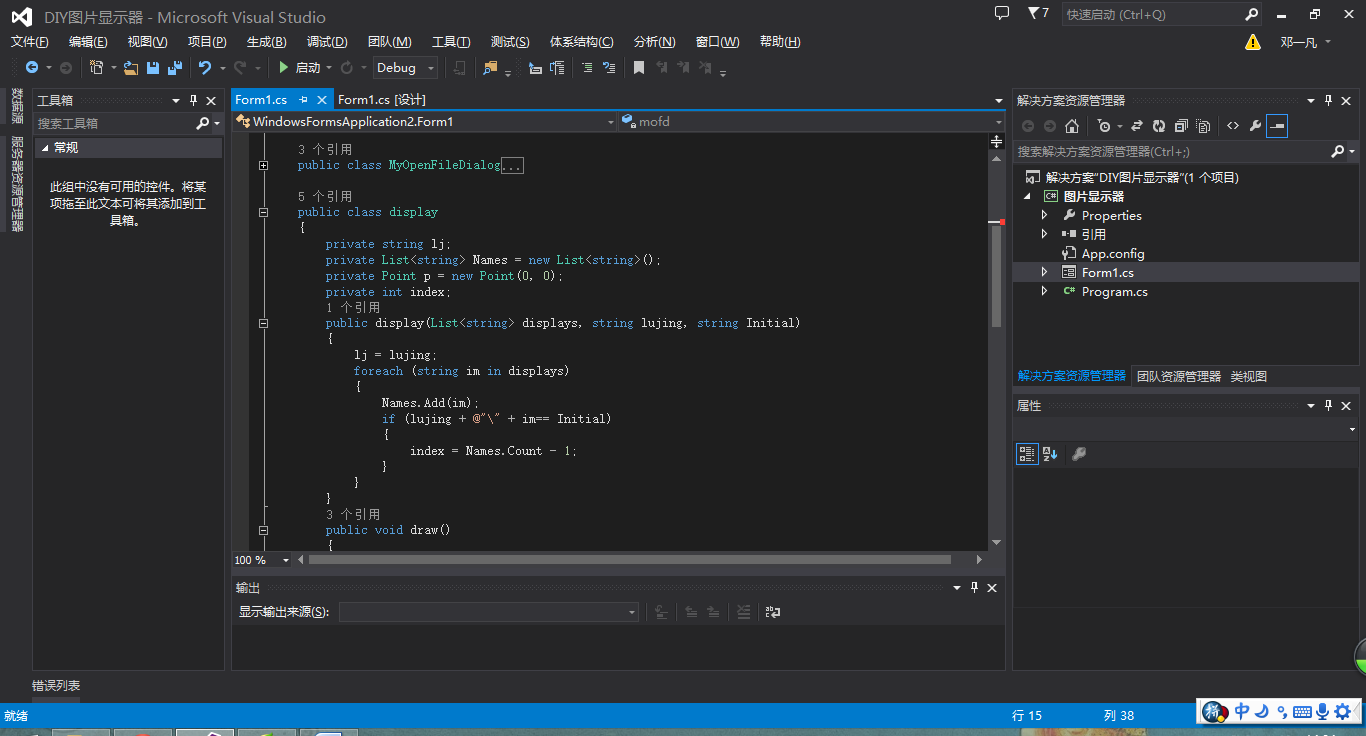 DIY图片显示器 - Microsoft Visual Studio
7
快速启动 (Ctrl+Q)
文件(F) 编辑(E) 视图(V) 项目(P) 生成(B) 调试(D) 团队(M) 工具(T) 测试(S) 体系结构(C) 分析(N) 窗口(W) 帮助(H)
邓一凡
启动 Debug
数据源
服务器资源管理器
工具箱
搜索工具箱
常规
此组中没有可用的控件。将某
项拖至此文本可将其添加到工
具箱。
Form1.cs
Form1.cs [设计]
WindowsFormsApplication2.Form1
mofd
3 个引用
public class MyOpenFileDialog...
5 个引用
public class display
{
private string lj;
private List<string> Names = new List<string>();
private Point p = new Point(0, 0);
private int index;
1 个引用
public display(List<string> displays, string lujing, string Initial)
{
lj = lujing;
foreach (string im in displays)
{
Names.Add(im);
if (lujing + @"\" + im== Initial)
{
index = Names.Count - 1;
}
}
}
3 个引用
public void draw()
{
100 %
输出
显示输出来源(S):
解决方案资源管理器
搜索解决方案资源管理器(Ctrl+;)
解决方案"DIY图片显示器"(1 个项目)
C# 图片显示器
Properties
引用
App.config
Form1.cs
C# Program.cs
解决方案资源管理器 团队资源管理器 类视图
属性
错误列表
就绪
行 15
列 38
拼 中